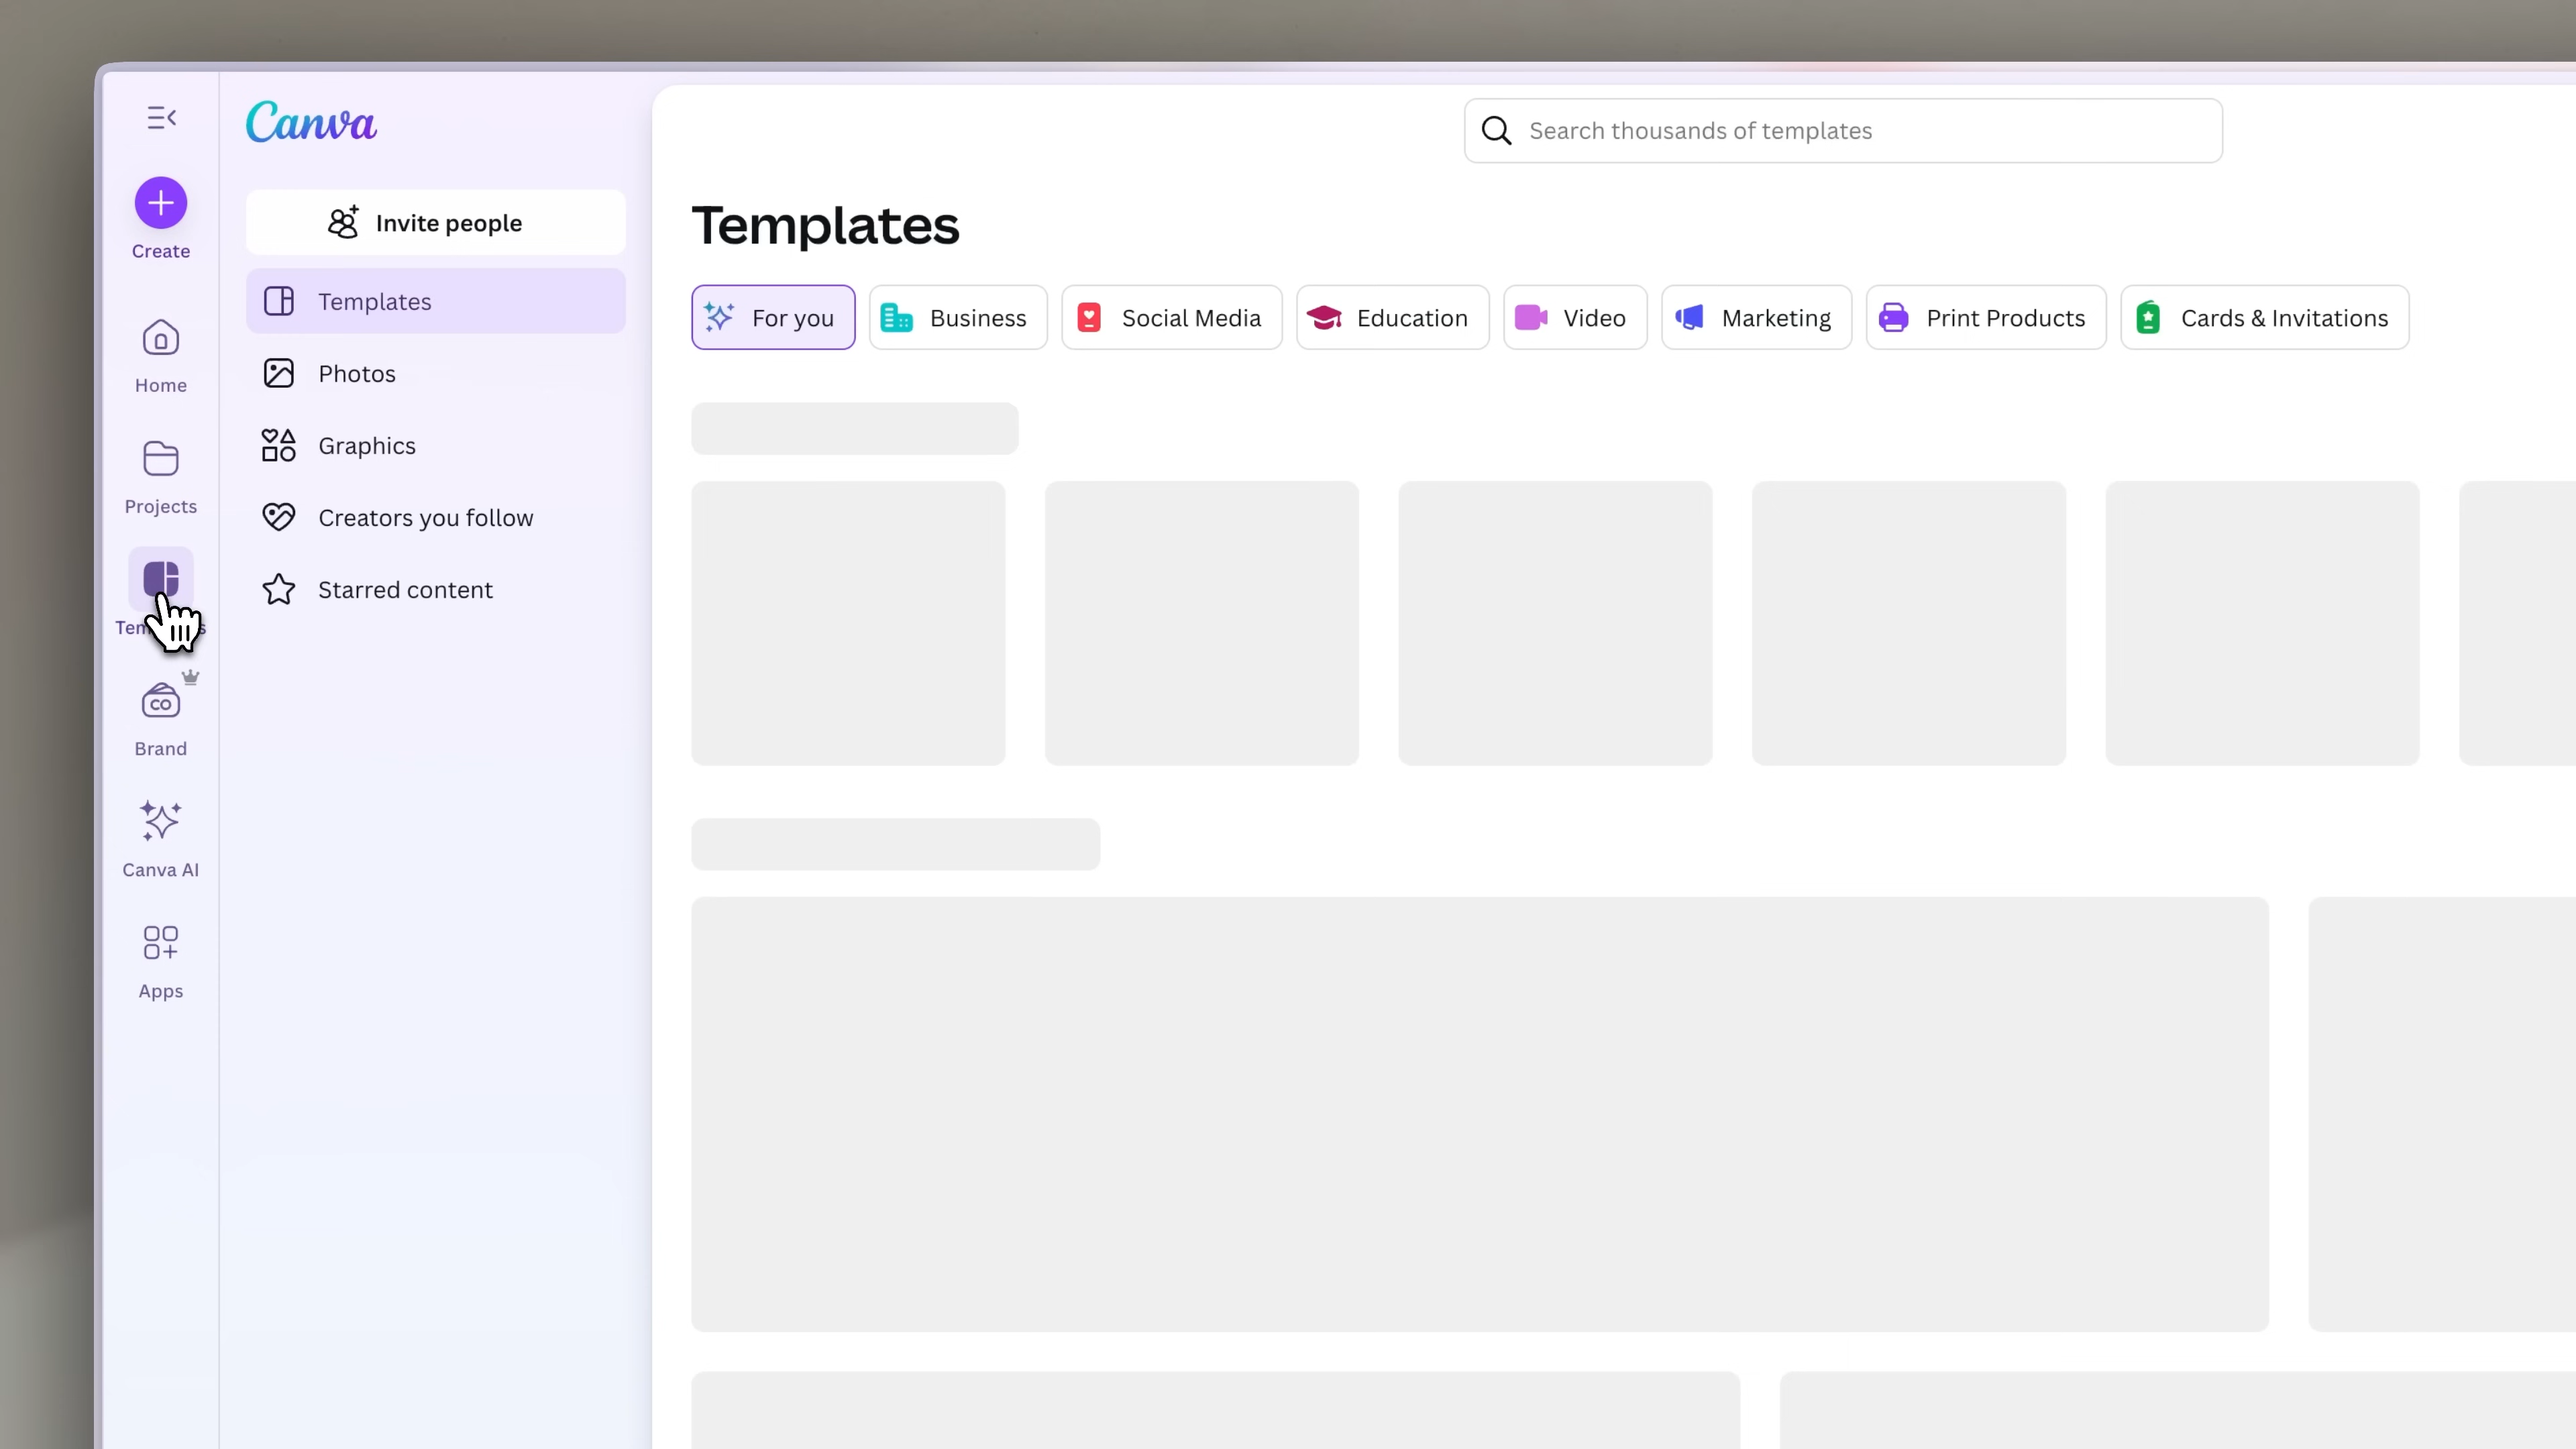 Canva
Create
Home
Projects
Brand
CO
Canva AI
Apps
Invite people
Templates
Photos
Graphics
Creators you follow
Starred content
Search thousands of templates
Templates
For you
Business
Social Media
Education
Video
Marketing
Print Products
Cards & Invitations